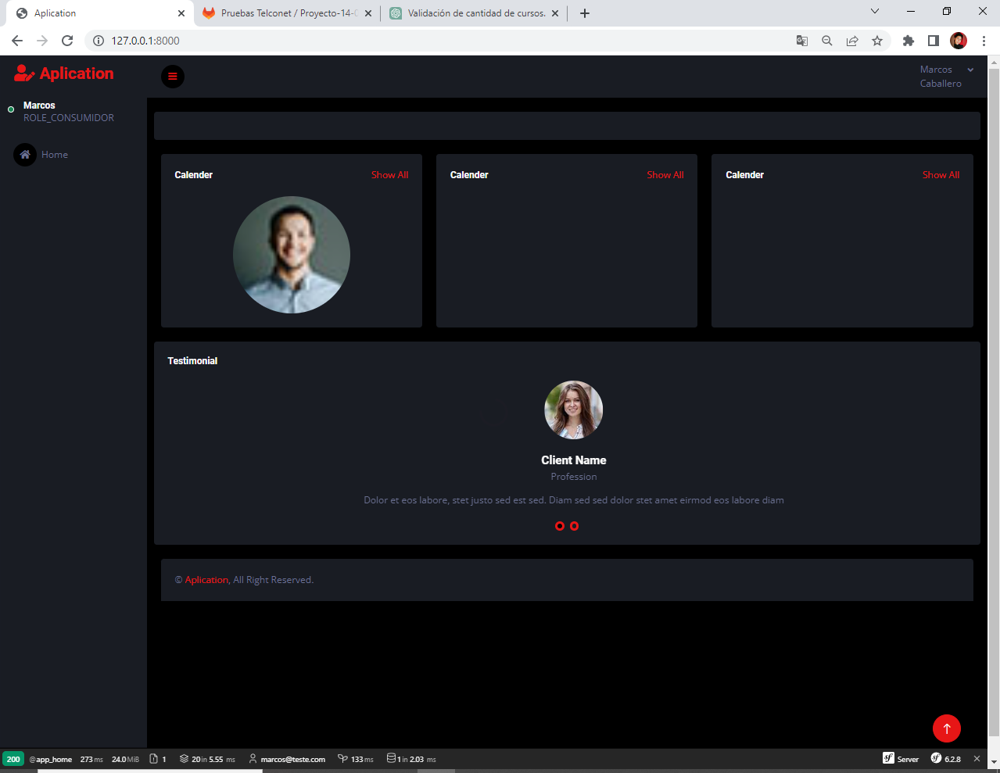 Aplication
Pruebas Telconet / Proyecto-14-C
Validación de cantidad de cursos.
127.0.0.1:8000
Aplication
Marcos Caballero
Marcos
ROLE_CONSUMIDOR
Home
Calender
Show All
Calender
Show All
Calender
Show All
Testimonial
Client Name
Profession
Dolor et eos labore, stet justo sed est sed. Diam sed sed dolor stet amet eirmod eos labore diam
© Aplication, All Right Reserved.
200 @app_home 273 ms 24.0 MiB 1 20 in 5.55 ms marcos@teste.com 133 ms 1 in 2.03 ms Server 6.2.8